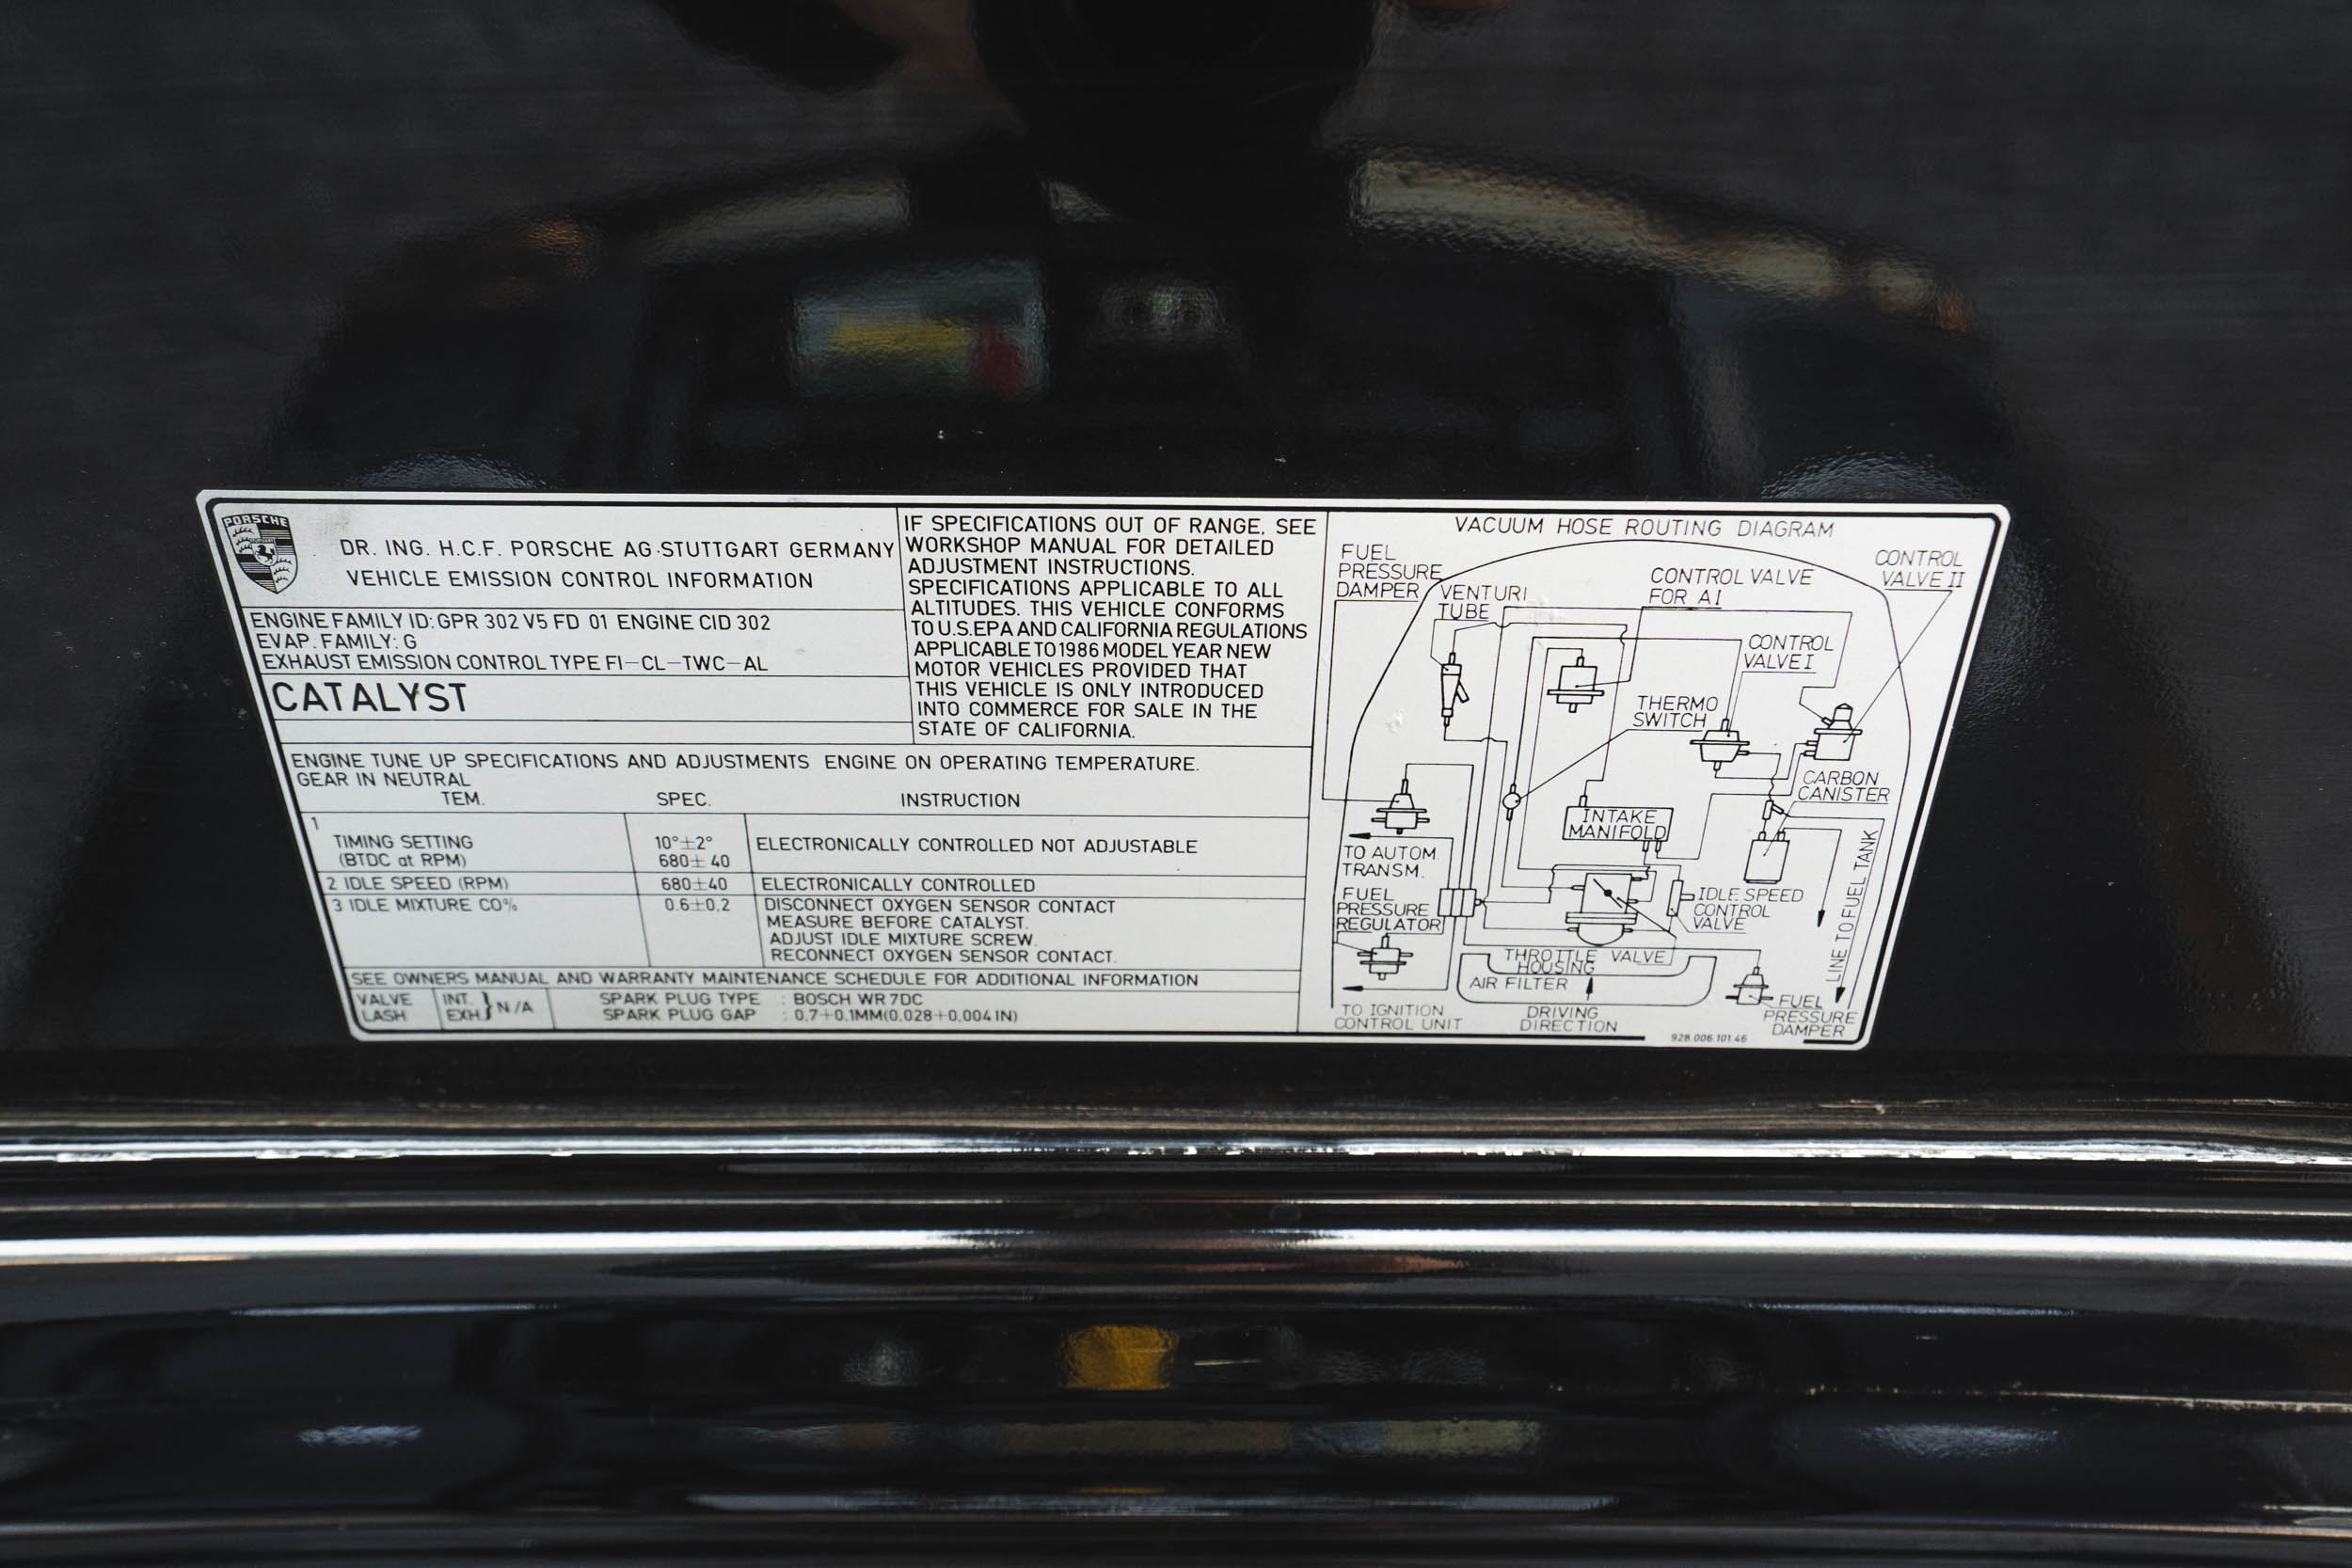 PORSCHE
DR. ING. H.C.F. PORSCHE AG·STUTTGART GERMANY
VEHICLE EMISSION CONTROL INFORMATION
ENGINE FAMILY ID: GPR 302 V5 FD 01 ENGINE CID 302
EVAP. FAMILY: G
EXHAUST EMISSION CONTROL TYPE FI-CL-TWC-AL
CATALYST
IF SPECIFICATIONS OUT OF RANGE, SEE
WORKSHOP MANUAL FOR DETAILED
ADJUSTMENT INSTRUCTIONS.
SPECIFICATIONS APPLICABLE TO ALL
ALTITUDES. THIS VEHICLE CONFORMS
TO U.S.EPA AND CALIFORNIA REGULATIONS
APPLICABLE TO 1986 MODEL YEAR NEW
MOTOR VEHICLES PROVIDED THAT
THIS VEHICLE IS ONLY INTRODUCED
INTO COMMERCE FOR SALE IN THE
STATE OF CALIFORNIA.
ENGINE TUNE UP SPECIFICATIONS AND ADJUSTMENTS ENGINE ON OPERATING TEMPERATURE.
GEAR IN NEUTRAL
TEM. SPEC. INSTRUCTION
1
TIMING SETTING 10°±2° ELECTRONICALLY CONTROLLED NOT ADJUSTABLE
(BTDC at RPM) 680±40
2 IDLE SPEED (RPM) 680±40 ELECTRONICALLY CONTROLLED
3 IDLE MIXTURE CO% 0.6±0.2 DISCONNECT OXYGEN SENSOR CONTACT
MEASURE BEFORE CATALYST.
ADJUST IDLE MIXTURE SCREW.
RECONNECT OXYGEN SENSOR CONTACT.
SEE OWNERS MANUAL AND WARRANTY MAINTENANCE SCHEDULE FOR ADDITIONAL INFORMATION
VALVE LASH
INT. EXH. } N/A
SPARK PLUG TYPE : BOSCH WR 7DC
SPARK PLUG GAP : 0,7+0,1MM(0,028+0,004 IN)
VACUUM HOSE ROUTING DIAGRAM
FUEL
PRESSURE
DAMPER
VENTURI
TUBE
CONTROL VALVE
FOR AI
CONTROL
VALVE II
CONTROL
VALVE I
THERMO
SWITCH
CARBON
CANISTER
INTAKE
MANIFOLD
TO AUTOM.
TRANSM.
FUEL
PRESSURE
REGULATOR
IDLE SPEED
CONTROL
VALVE
LINE TO FUEL TANK
THROTTLE VALVE
HOUSING
AIR FILTER
TO IGNITION
CONTROL UNIT
DRIVING
DIRECTION
FUEL
PRESSURE
DAMPER
928.006.101.46